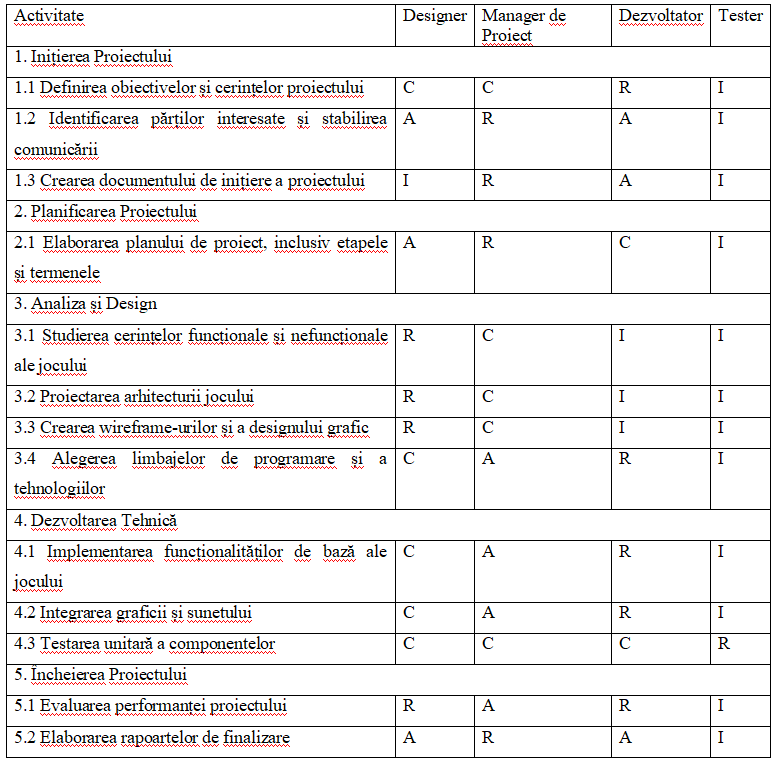 Activitate Designer Manager de Dezvoltator Tester
Proiect
1. Inițierea Proiectului
1.1 Definirea obiectivelor și cerințelor proiectului C C R I
1.2 Identificarea părților interesate și stabilirea A R A I
comunicării
1.3 Crearea documentului de inițiere a proiectului I R A I
2. Planificarea Proiectului
2.1 Elaborarea planului de proiect, inclusiv etapele A R C I
și termenele
3. Analiza și Design
3.1 Studierea cerințelor funcționale și nefuncționale R C I I
ale jocului
3.2 Proiectarea arhitecturii jocului R C I I
3.3 Crearea wireframe-urilor și a designului grafic R C I I
3.4 Alegerea limbajelor de programare și a C A R I
tehnologiilor
4. Dezvoltarea Tehnică
4.1 Implementarea funcționalităților de bază ale C A R I
jocului
4.2 Integrarea graficii și sunetului C A R I
4.3 Testarea unitară a componentelor C C C R
5. Încheierea Proiectului
5.1 Evaluarea performanței proiectului R A R I
5.2 Elaborarea rapoartelor de finalizare A R A I